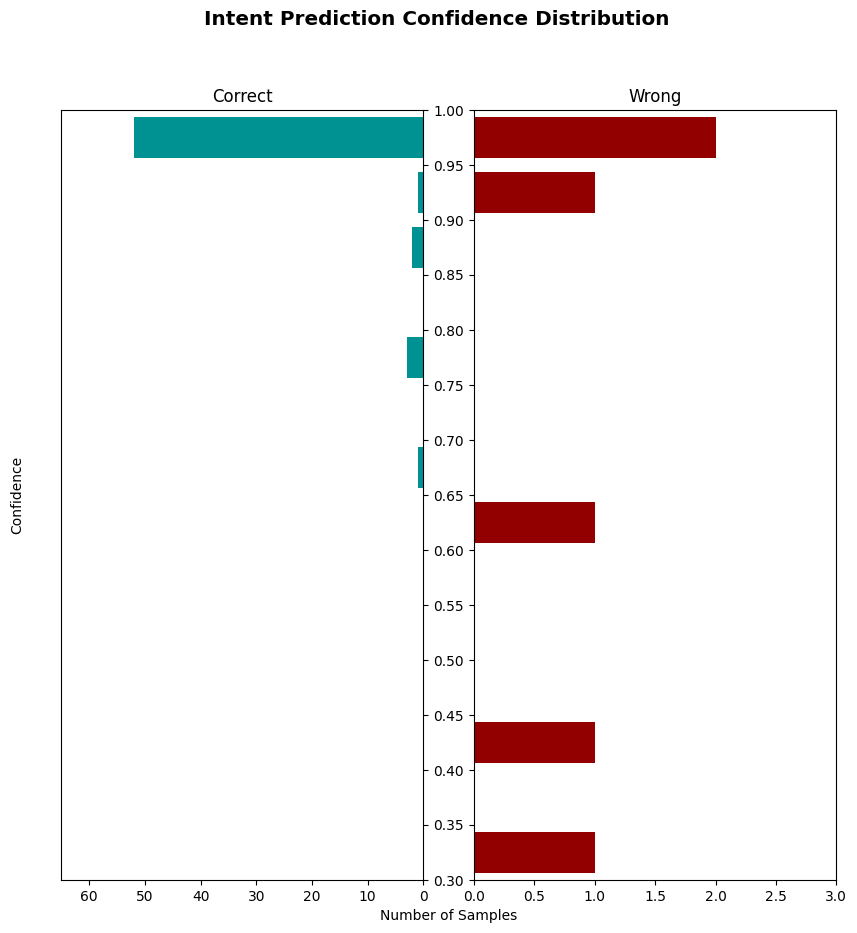 Intent Prediction Confidence Distribution
Correct
Wrong
1.00
0.95
0.90
0.85
0.80
0.75
0.70
0.65
0.60
0.55
0.50
0.45
0.40
0.35
0.30
Confidence
60 50 40 30 20 10 0
0.0 0.5 1.0 1.5 2.0 2.5 3.0
Number of Samples